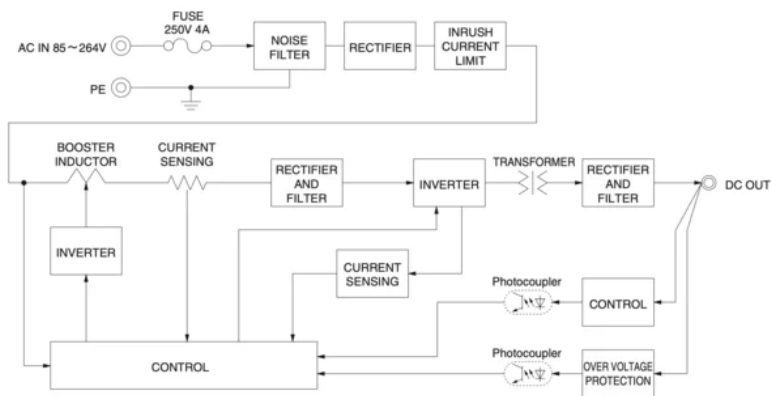 FUSE
250V 4A
AC IN 85~264V
NOISE
FILTER
RECTIFIER
INRUSH
CURRENT
LIMIT
PE
BOOSTER
INDUCTOR
CURRENT
SENSING
RECTIFIER
AND
FILTER
INVERTER
TRANSFORMER
RECTIFIER
AND
FILTER
DC OUT
INVERTER
CURRENT
SENSING
Photocoupler
CONTROL
CONTROL
Photocoupler
OVER VOLTAGE
PROTECTION